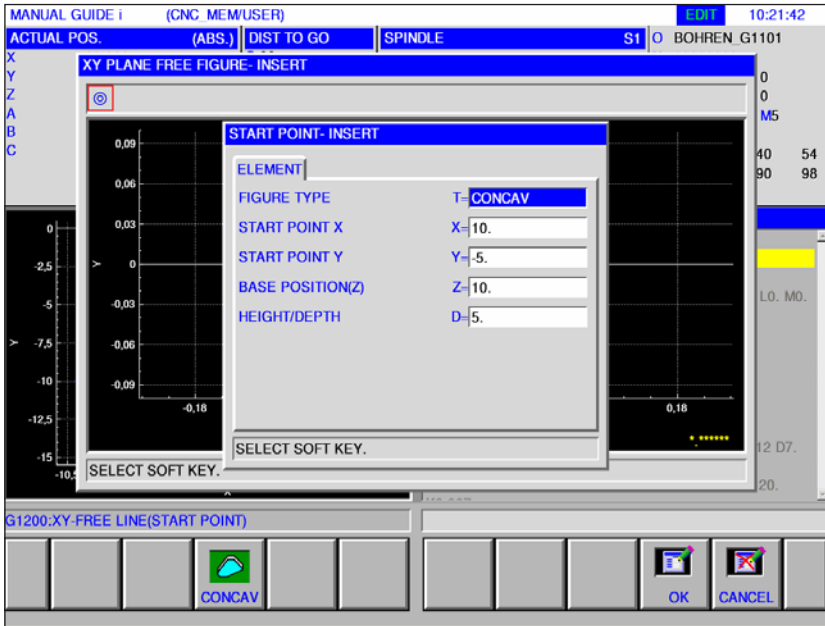 MANUAL GUIDE i (CNC_MEM/USER) EDIT 10:21:42
ACTUAL POS. (ABS.) DIST TO GO SPINDLE S1 O BOHREN_G1101
X
Y
Z
A
B
C
0
0
M5
40 54
90 98
XY PLANE FREE FIGURE- INSERT
0,09
0,06
0,03
0
-0,03
-0,06
-0,09
Y
-0,18
0,18
*.******
SELECT SOFT KEY.
START POINT- INSERT
ELEMENT
FIGURE TYPE T= CONCAV
START POINT X X= 10.
START POINT Y Y= -5.
BASE POSITION(Z) Z= 10.
HEIGHT/DEPTH D= 5.
SELECT SOFT KEY.
0
-2,5
-5
-7,5
-10
-12,5
-15
Y
-10,5
L0. M0.
12 D7.
20.
G1200:XY-FREE LINE(START POINT)
CONCAV OK CANCEL